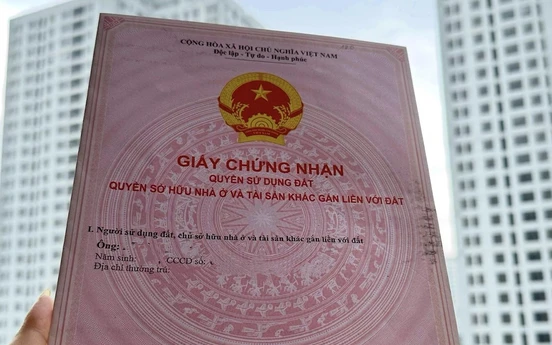 CỘNG HÒA XÃ HỘI CHỦ NGHĨA VIỆT NAM
Độc lập - Tự do - Hạnh phúc
GIẤY CHỨNG NHẬN
QUYỀN SỬ DỤNG ĐẤT
QUYỀN SỞ HỮU NHÀ Ở VÀ TÀI SẢN KHÁC GẮN LIỀN VỚI ĐẤT
I. Người sử dụng đất, chủ sở hữu nhà ở và tài sản khác gắn liền với đất
Ông:
Năm sinh: CCCD số:
Địa chỉ thường trú: